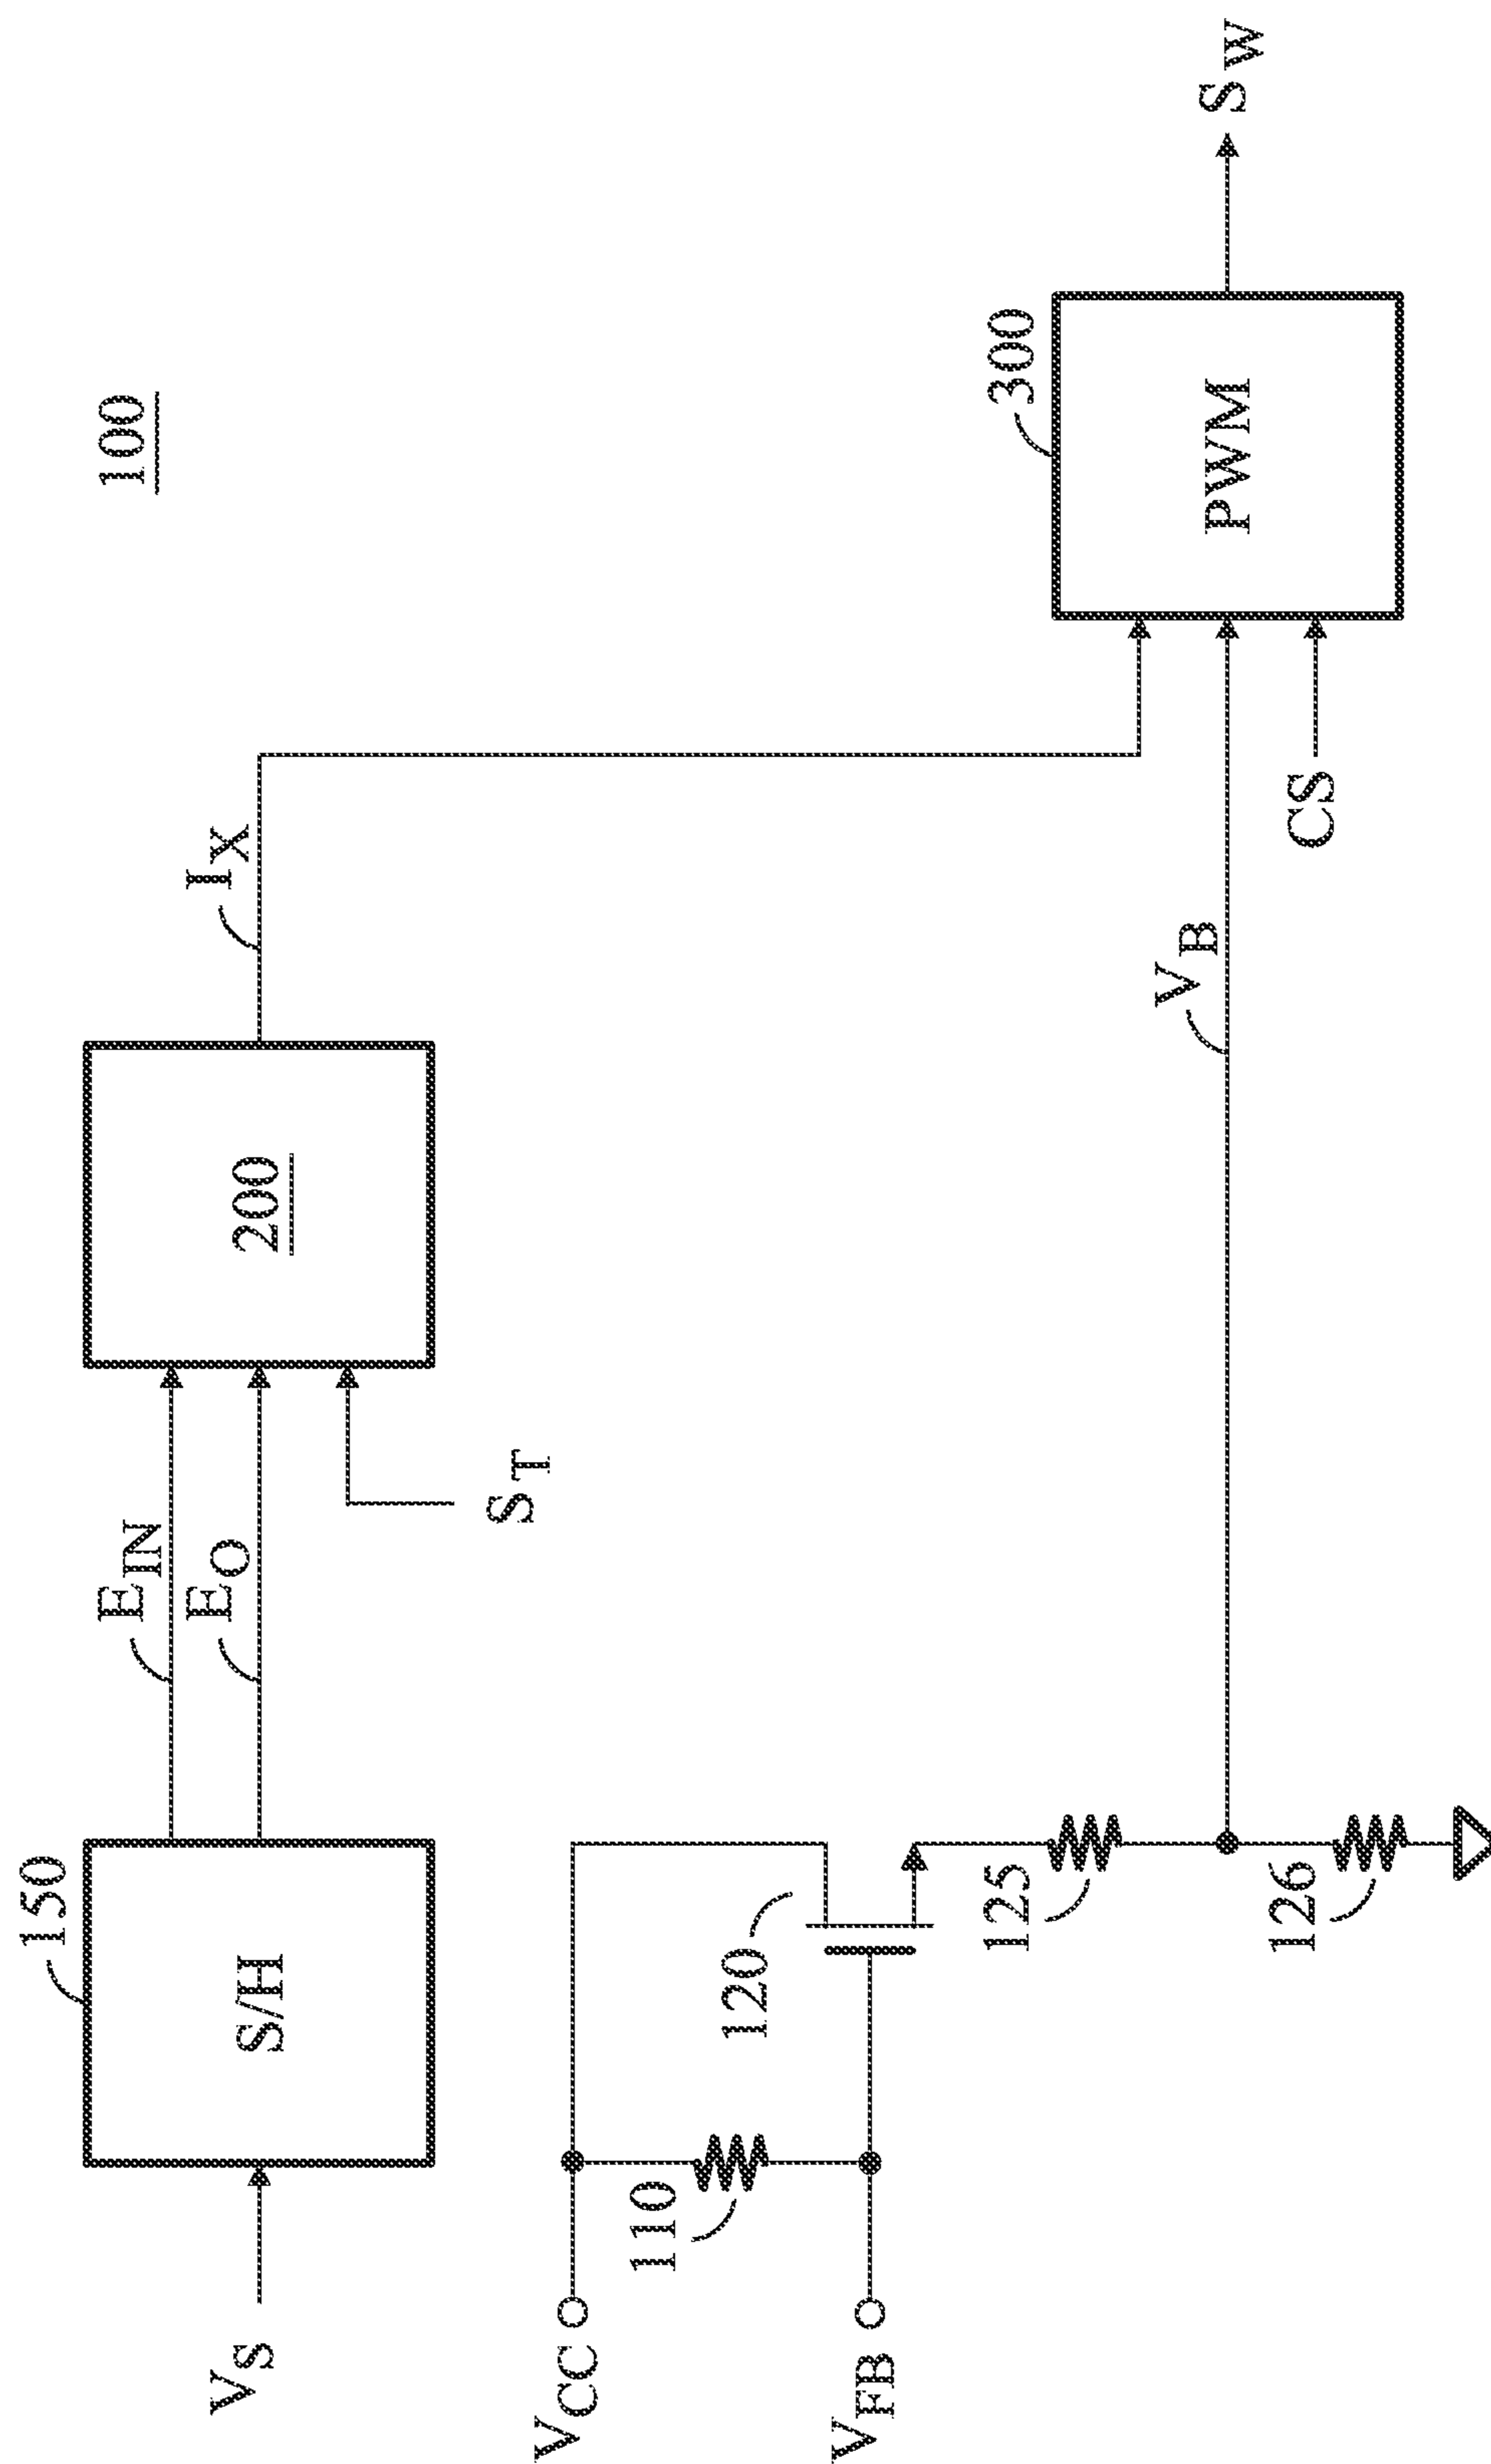 100
150
S/H
V_S
E_IN
E_O
200
S_T
I_X
V_CC
110
V_FB
120
125
126
V_B
CS
300
PWM
S_W